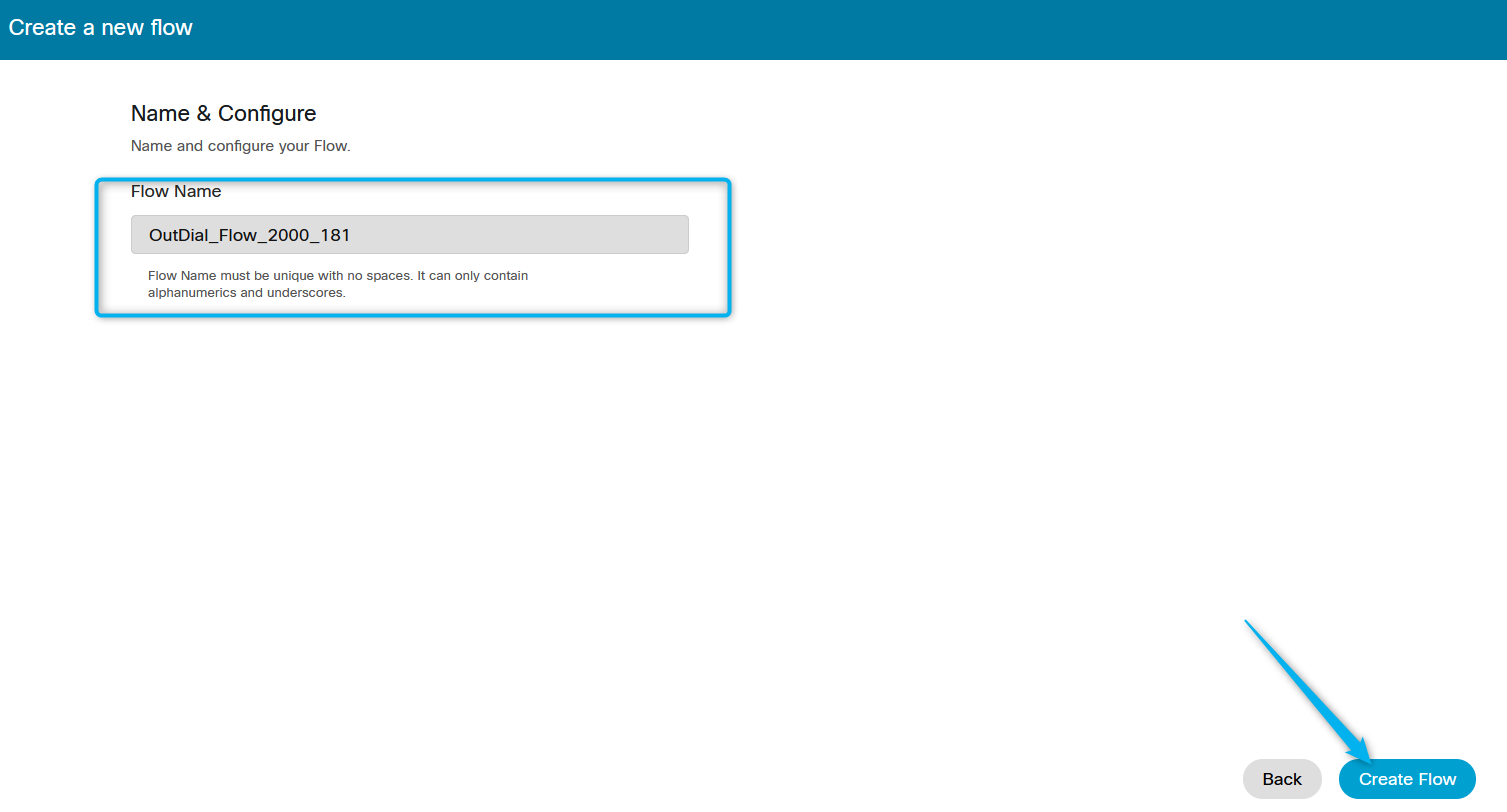 Create a new flow
Name & Configure
Name and configure your Flow.
Flow Name
OutDial_Flow_2000_181
Flow Name must be unique with no spaces. It can only contain
alphanumerics and underscores.
Back
Create Flow